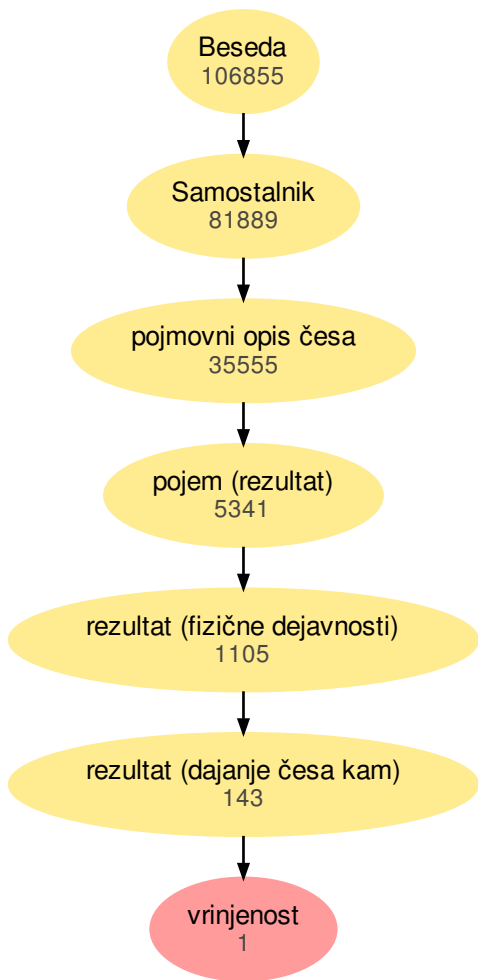 Beseda
106855
Samostalnik
81889
pojmovni opis česa
35555
pojem (rezultat)
5341
rezultat (fizične dejavnosti)
1105
rezultat (dajanje česa kam)
143
vrinjenost
1